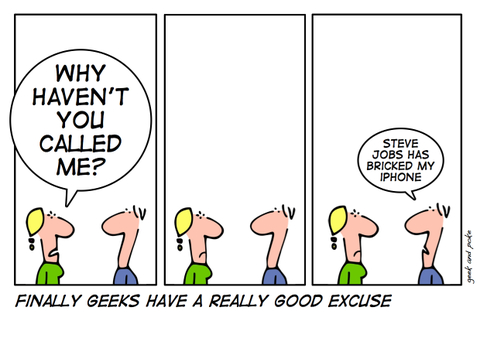 WHY
HAVEN'T
YOU
CALLED
ME?
STEVE
JOBS HAS
BRICKED MY
IPHONE
geek and poke
FINALLY GEEKS HAVE A REALLY GOOD EXCUSE